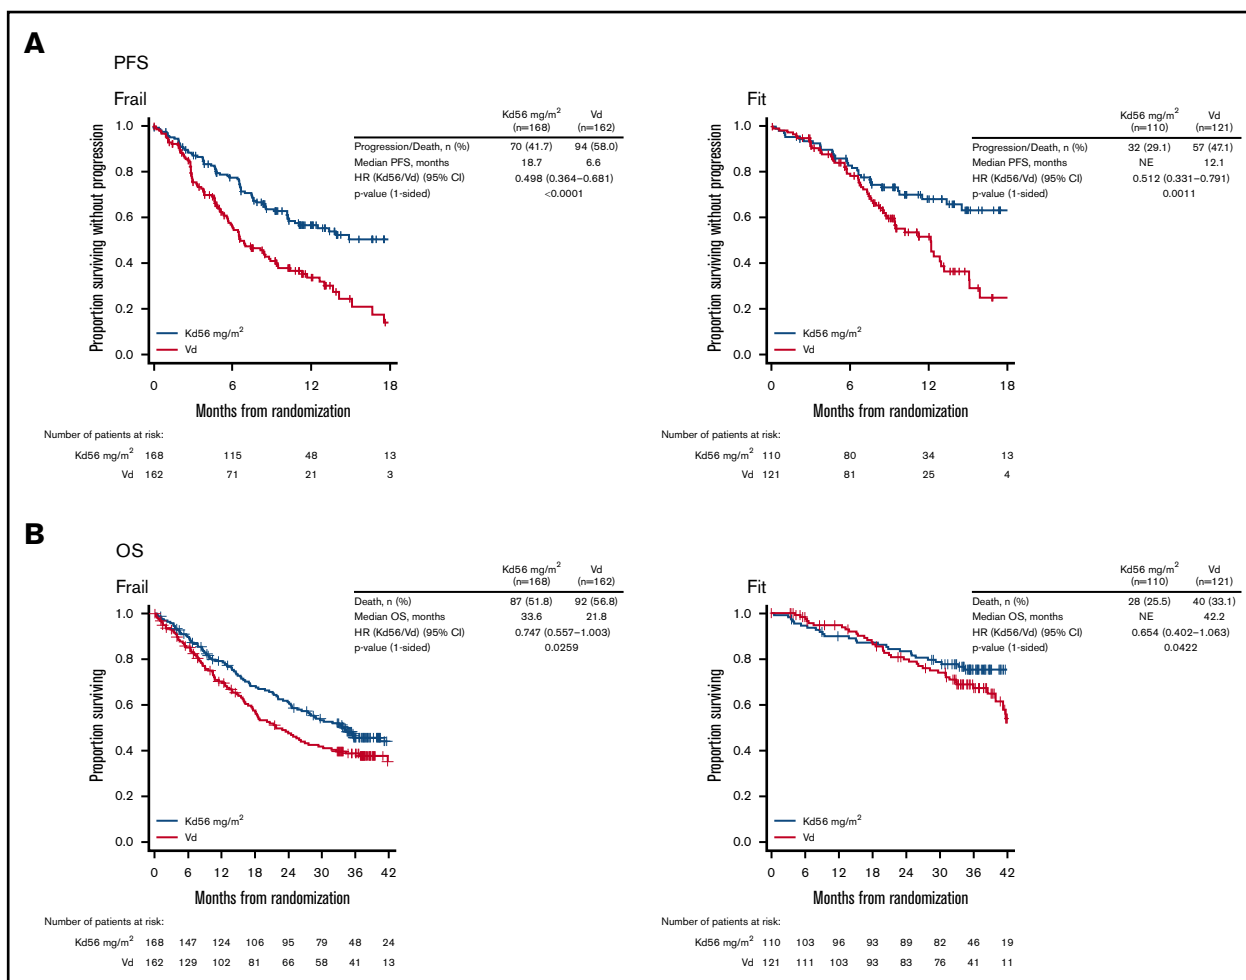 A
PFS
Frail
Kd56 mg/m²
(n=168)
Vd
(n=162)
Progression/Death, n (%) 70 (41.7) 94 (58.0)
Median PFS, months 18.7 6.6
HR (Kd56/Vd) (95% CI) 0.498 (0.364–0.681)
p-value (1-sided) <0.0001
Proportion surviving without progression
1.0
0.8
0.6
0.4
0.2
0.0
Kd56 mg/m²
Vd
0 6 12 18
Months from randomization
Number of patients at risk:
Kd56 mg/m² 168 115 48 13
Vd 162 71 21 3
Fit
Kd56 mg/m²
(n=110)
Vd
(n=121)
Progression/Death, n (%) 32 (29.1) 57 (47.1)
Median PFS, months NE 12.1
HR (Kd56/Vd) (95% CI) 0.512 (0.331–0.791)
p-value (1-sided) 0.0011
Proportion surviving without progression
1.0
0.8
0.6
0.4
0.2
0.0
Kd56 mg/m²
Vd
0 6 12 18
Months from randomization
Number of patients at risk:
Kd56 mg/m² 110 80 34 13
Vd 121 81 25 4
B
OS
Frail
Kd56 mg/m²
(n=168)
Vd
(n=162)
Death, n (%) 87 (51.8) 92 (56.8)
Median OS, months 33.6 21.8
HR (Kd56/Vd) (95% CI) 0.747 (0.557–1.003)
p-value (1-sided) 0.0259
Proportion surviving
1.0
0.8
0.6
0.4
0.2
0.0
Kd56 mg/m²
Vd
0 6 12 18 24 30 36 42
Months from randomization
Number of patients at risk:
Kd56 mg/m² 168 147 124 106 95 79 48 24
Vd 162 129 102 81 66 58 41 13
Fit
Kd56 mg/m²
(n=110)
Vd
(n=121)
Death, n (%) 28 (25.5) 40 (33.1)
Median OS, months NE 42.2
HR (Kd56/Vd) (95% CI) 0.654 (0.402–1.063)
p-value (1-sided) 0.0422
Proportion surviving
1.0
0.8
0.6
0.4
0.2
0.0
Kd56 mg/m²
Vd
0 6 12 18 24 30 36 42
Months from randomization
Number of patients at risk:
Kd56 mg/m² 110 103 96 93 89 82 46 19
Vd 121 111 103 93 83 76 41 11